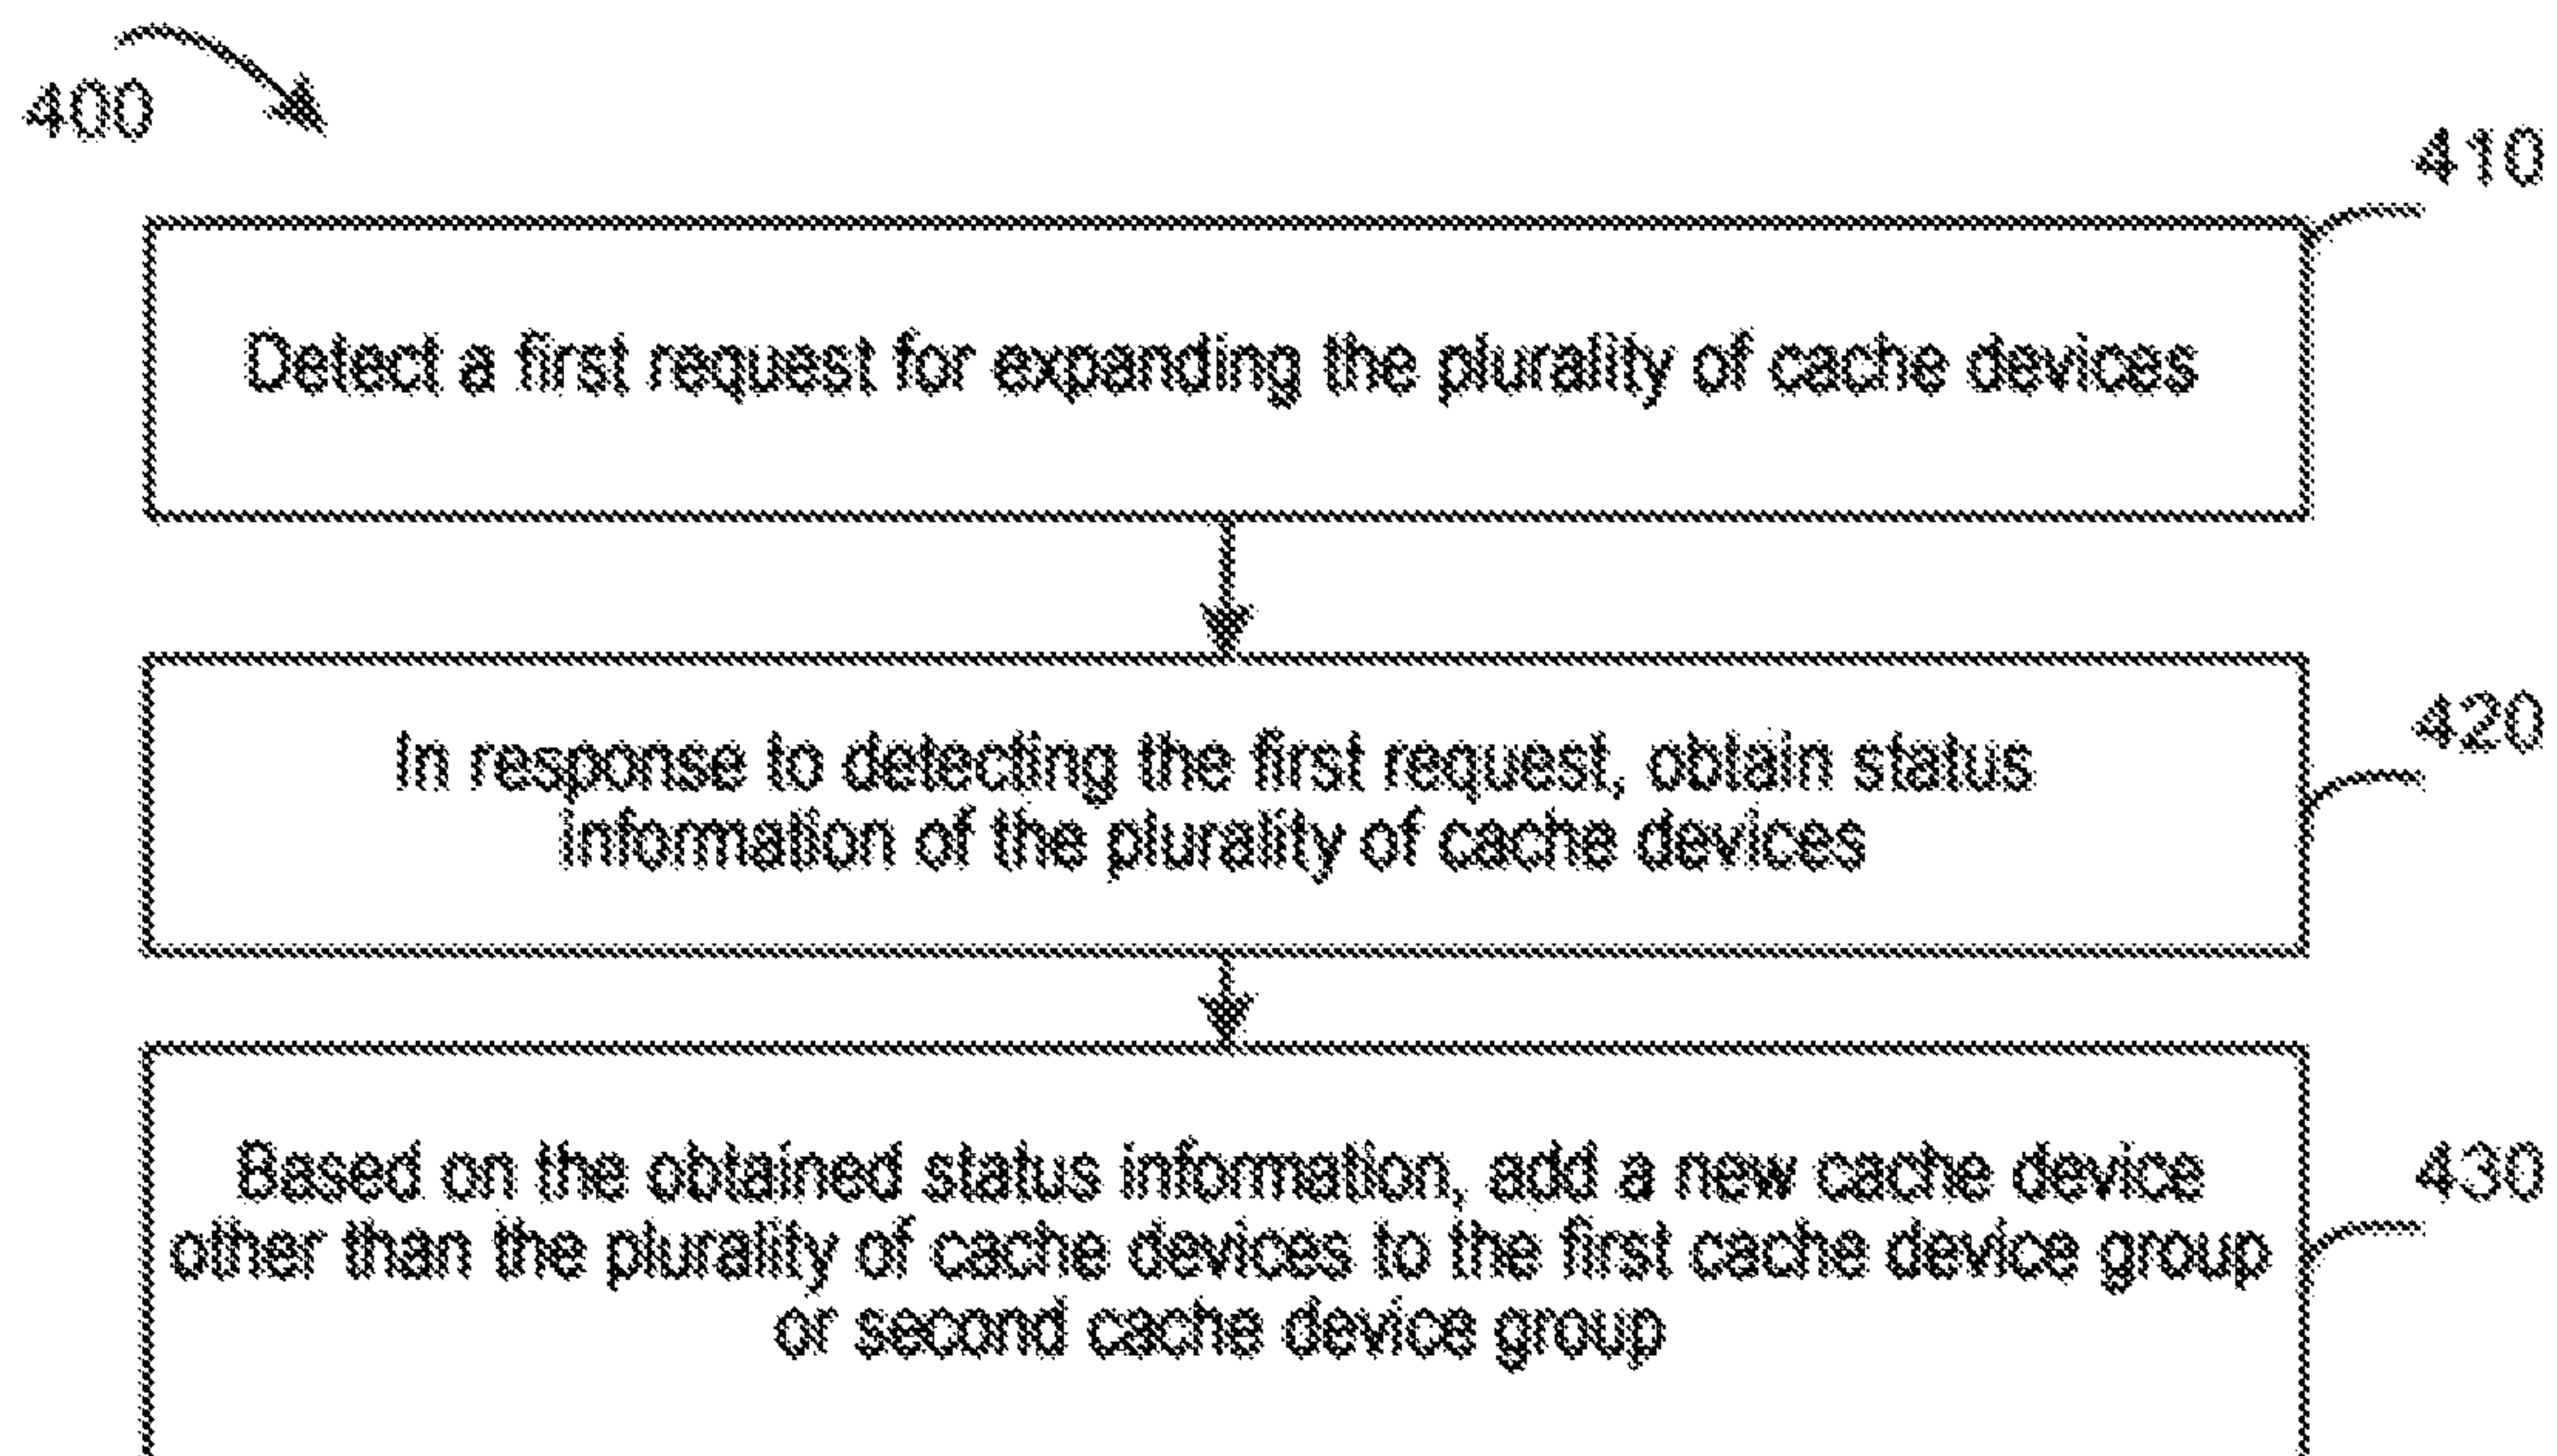 400
410
Detect a first request for expanding the plurality of cache devices
420
In response to detecting the first request, obtain status
information of the plurality of cache devices
430
Based on the obtained status information, add a new cache device
other than the plurality of cache devices to the first cache device group
or second cache device group